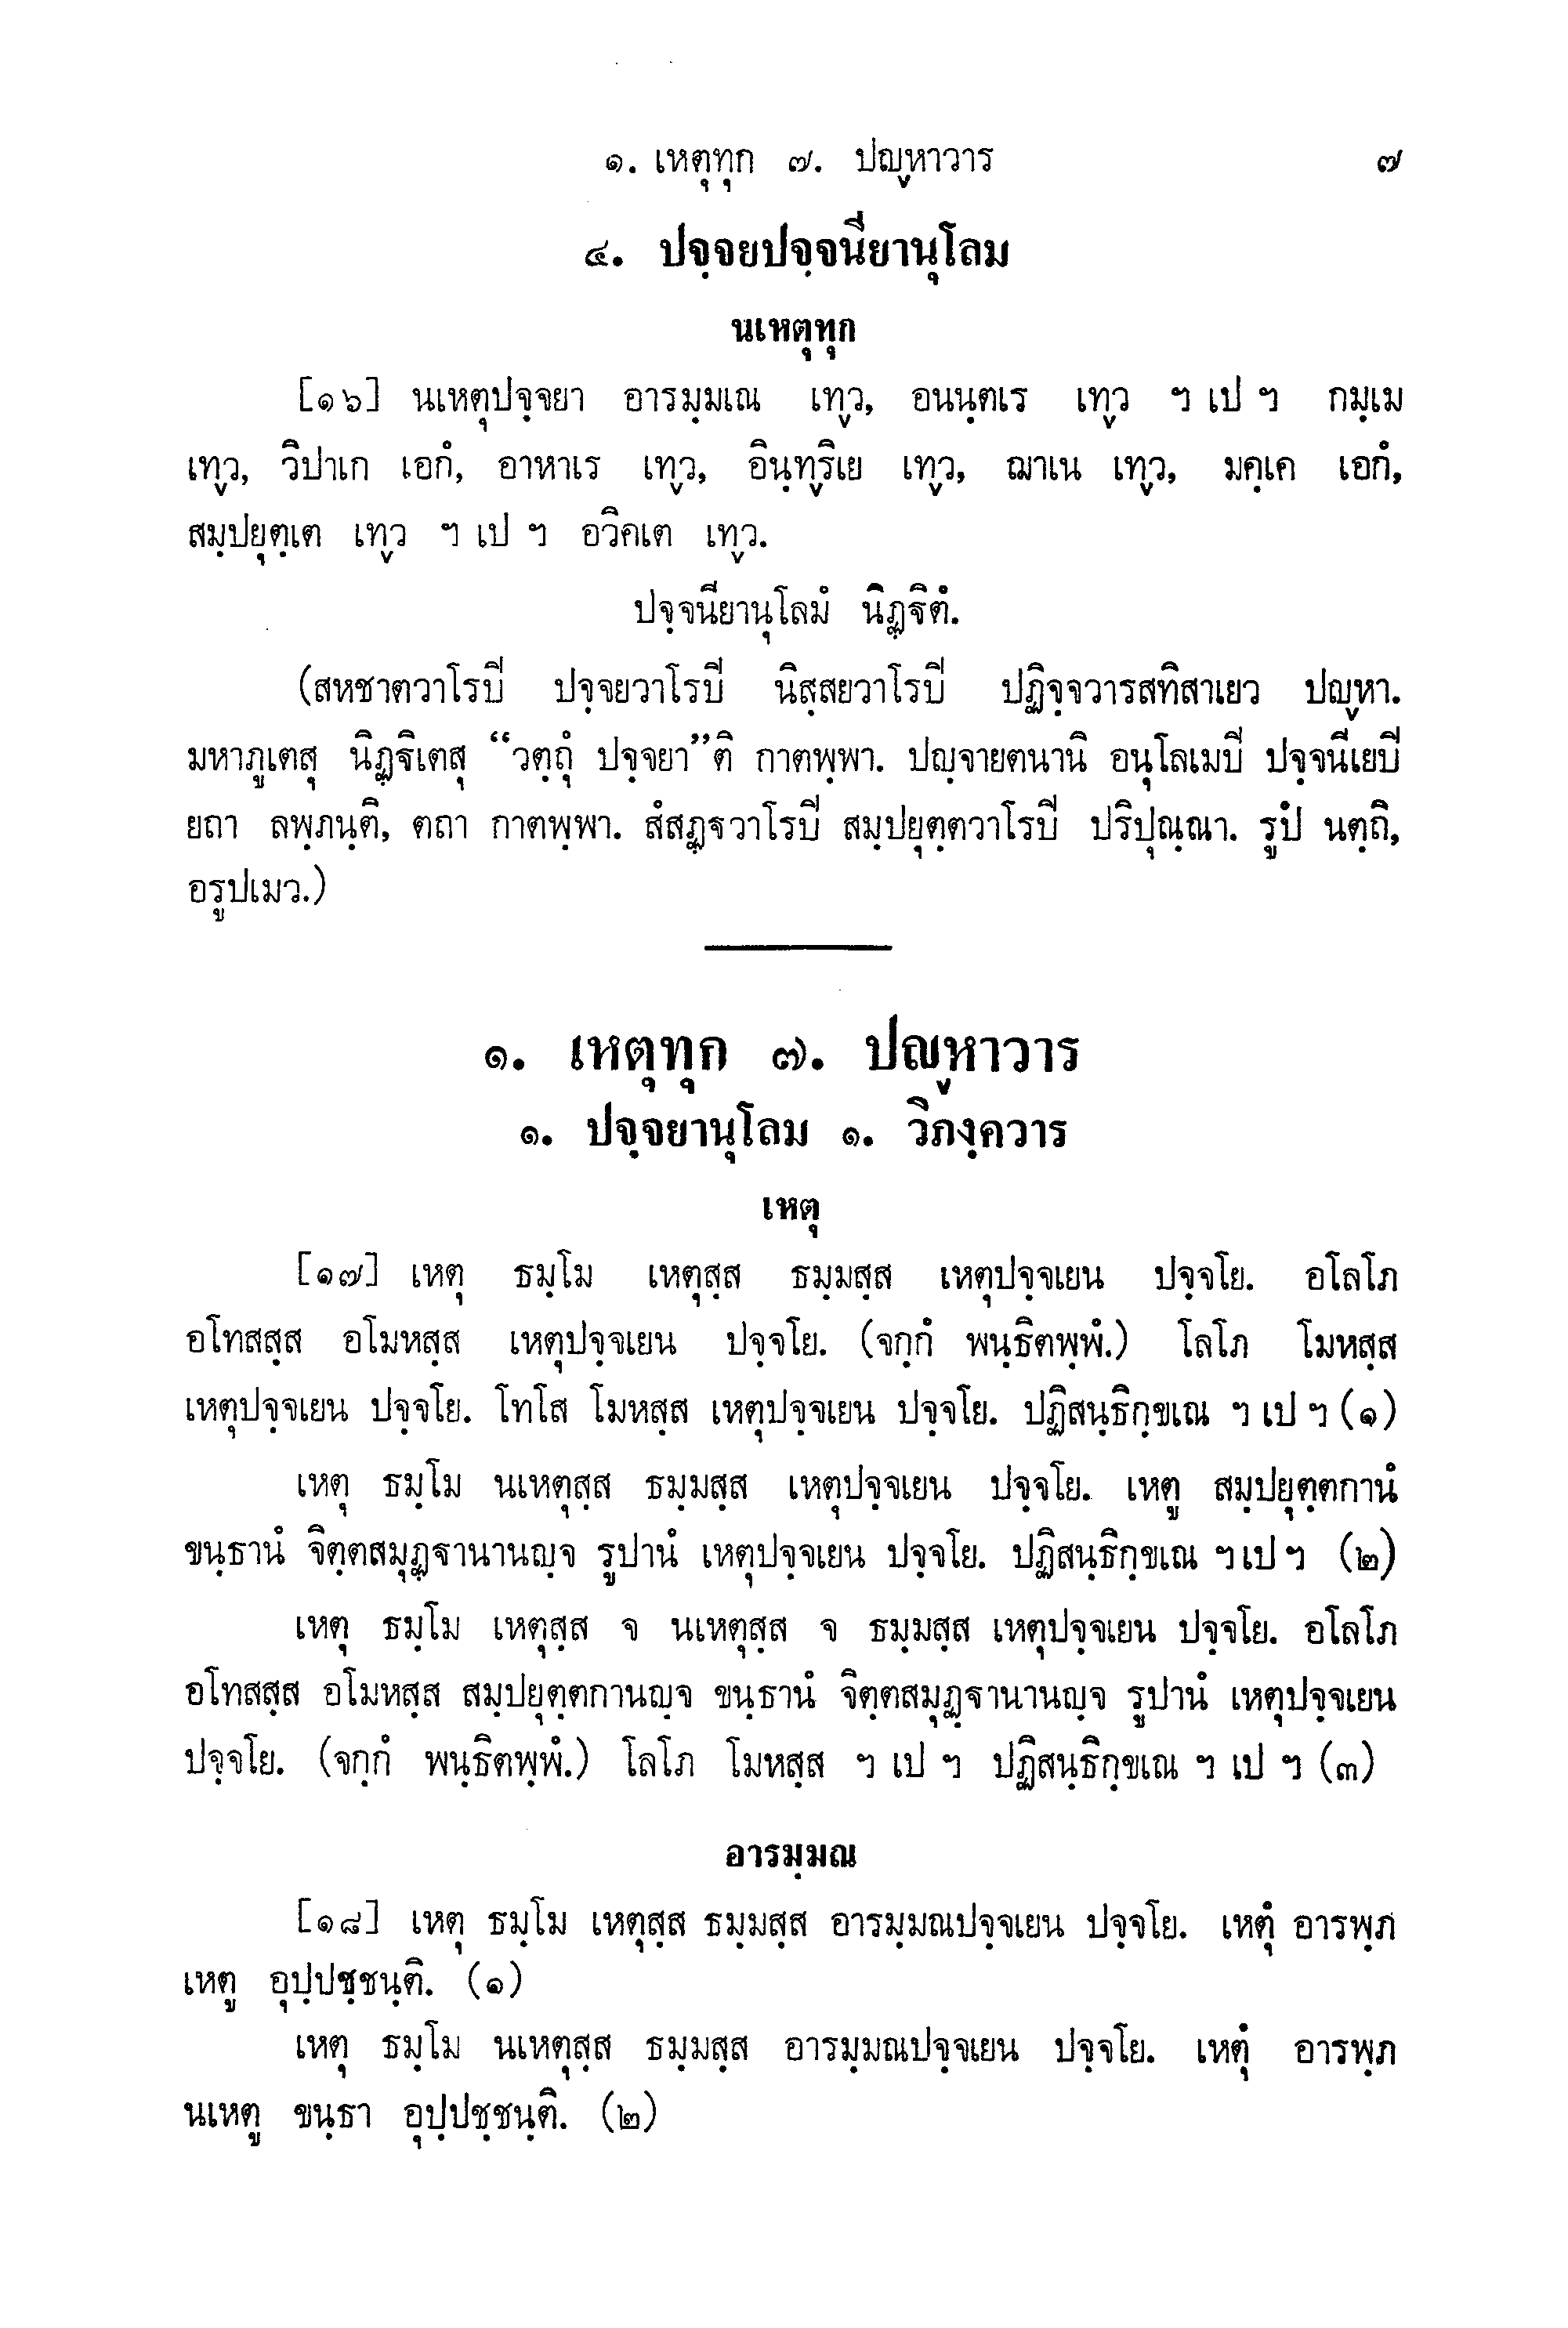 ๑. เหตุทุก ๗. ปญฺหาวาร ๗
๔. ปจฺจยปจฺจนียานุโลม
นเหตุทุก
[๑๖] นเหตุปจฺจยา อารมฺมเณ เทฺว, อนนฺตเร เทฺว ฯ เป ฯ กมฺเม
เทฺว, วิปาเก เอกํ, อาหาเร เทฺว, อินฺทฺริเย เทฺว, ฌาเน เทฺว, มคฺเค เอกํ,
สมฺปยุตฺเต เทฺว ฯ เป ฯ อวิคเต เทฺว.
ปจฺจนียานุโลมํ นิฏฺฐิตํ.
(สหชาตวาโรปี ปจฺจยวาโรปี นิสฺสยวาโรปี ปฏิจฺจวารสทิสาเยว ปญฺหา.
มหาภูเตสุ นิฏฺฐิเตสุ “วตฺถุํ ปจฺจยา”ติ กาตพฺพา. ปญฺจายตนานิ อนุโลเมปี ปจฺจนีเยปี
ยถา ลพฺภนฺติ, ตถา กาตพฺพา. สํสฏฺฐวาโรปี สมฺปยุตฺตวาโรปี ปริปุณฺณา. รูปํ นตฺถิ,
อรูปเมว.)
๑. เหตุทุก ๗. ปญฺหาวาร
๑. ปจฺจยานุโลม ๑. วิภงฺควาร
เหตุ
[๑๗] เหตุ ธมฺโม เหตุสฺส ธมฺมสฺส เหตุปจฺจเยน ปจฺจโย. อโลโภ
อโทสสฺส อโมหสฺส เหตุปจฺจเยน ปจฺจโย. (จกฺกํ พนฺธิตพฺพํ.) โลโภ โมหสฺส
เหตุปจฺจเยน ปจฺจโย. โทโส โมหสฺส เหตุปจฺจเยน ปจฺจโย. ปฏิสนฺธิกฺขเณ ฯ เป ฯ (๑)
เหตุ ธมฺโม นเหตุสฺส ธมฺมสฺส เหตุปจฺจเยน ปจฺจโย. เหตู สมฺปยุตฺตกานํ
ขนฺธานํ จิตฺตสมุฏฺฐานานญฺจ รูปานํ เหตุปจฺจเยน ปจฺจโย. ปฏิสนฺธิกฺขเณ ฯ เป ฯ (๒)
เหตุ ธมฺโม เหตุสฺส จ นเหตุสฺส จ ธมฺมสฺส เหตุปจฺจเยน ปจฺจโย. อโลโภ
อโทสสฺส อโมหสฺส สมฺปยุตฺตกานญฺจ ขนฺธานํ จิตฺตสมุฏฺฐานานญฺจ รูปานํ เหตุปจฺจเยน
ปจฺจโย. (จกฺกํ พนฺธิตพฺพํ.) โลโภ โมหสฺส ฯ เป ฯ ปฏิสนฺธิกฺขเณ ฯ เป ฯ (๓)
อารมฺมณ
[๑๘] เหตุ ธมฺโม เหตุสฺส ธมฺมสฺส อารมฺมณปจฺจเยน ปจฺจโย. เหตุํ อารพฺภ
เหตู อุปฺปชฺชนฺติ. (๑)
เหตุ ธมฺโม นเหตุสฺส ธมฺมสฺส อารมฺมณปจฺจเยน ปจฺจโย. เหตุํ อารพฺภ
นเหตู ขนฺธา อุปฺปชฺชนฺติ. (๒)